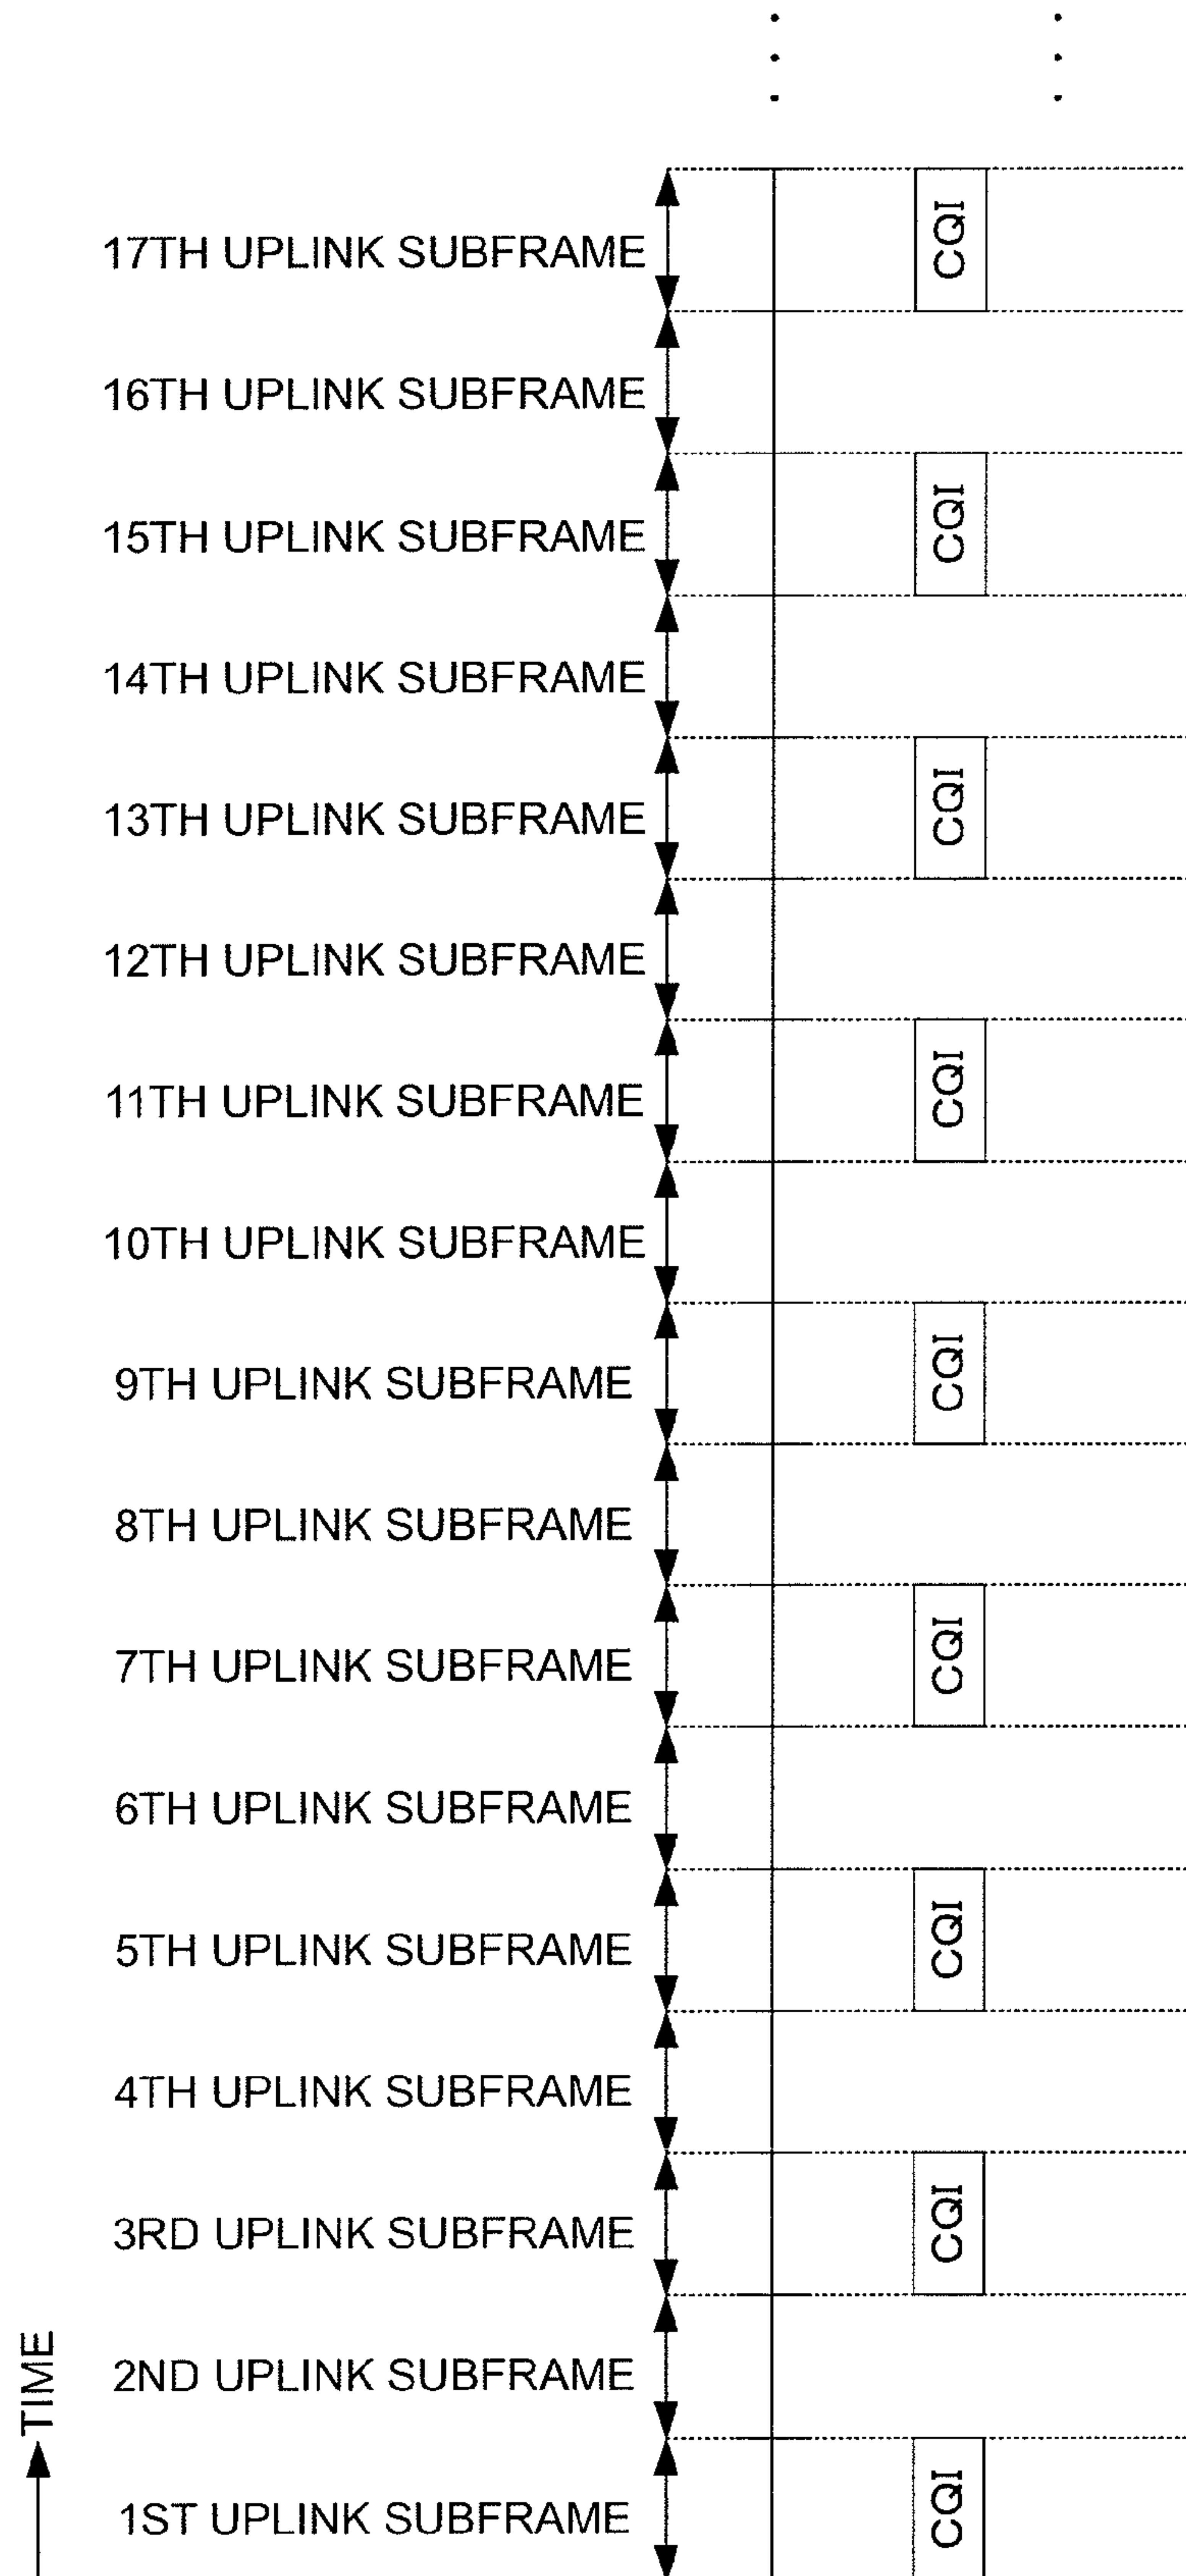 17TH UPLINK SUBFRAME
CQI
16TH UPLINK SUBFRAME
15TH UPLINK SUBFRAME
CQI
14TH UPLINK SUBFRAME
13TH UPLINK SUBFRAME
CQI
12TH UPLINK SUBFRAME
11TH UPLINK SUBFRAME
CQI
10TH UPLINK SUBFRAME
9TH UPLINK SUBFRAME
CQI
8TH UPLINK SUBFRAME
7TH UPLINK SUBFRAME
CQI
6TH UPLINK SUBFRAME
5TH UPLINK SUBFRAME
CQI
4TH UPLINK SUBFRAME
3RD UPLINK SUBFRAME
CQI
2ND UPLINK SUBFRAME
TIME
1ST UPLINK SUBFRAME
CQI